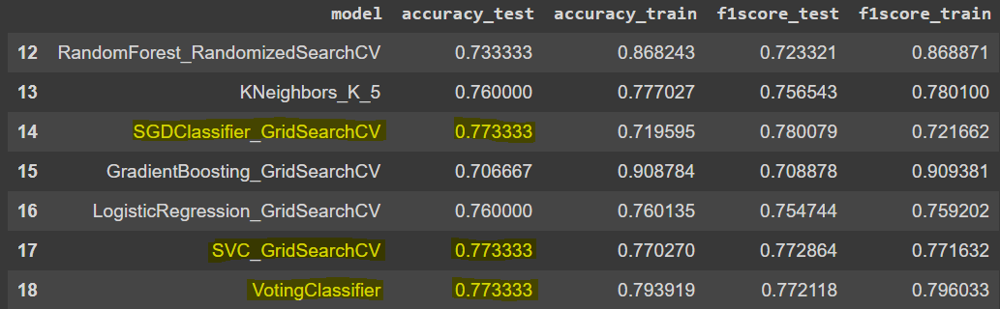 model accuracy_test accuracy_train f1score_test f1score_train
12 RandomForest_RandomizedSearchCV 0.733333 0.868243 0.723321 0.868871
13 KNeighbors_K_5 0.760000 0.777027 0.756543 0.780100
14 SGDClassifier_GridSearchCV 0.773333 0.719595 0.780079 0.721662
15 GradientBoosting_GridSearchCV 0.706667 0.908784 0.708878 0.909381
16 LogisticRegression_GridSearchCV 0.760000 0.760135 0.754744 0.759202
17 SVC_GridSearchCV 0.773333 0.770270 0.772864 0.771632
18 VotingClassifier 0.773333 0.793919 0.772118 0.796033